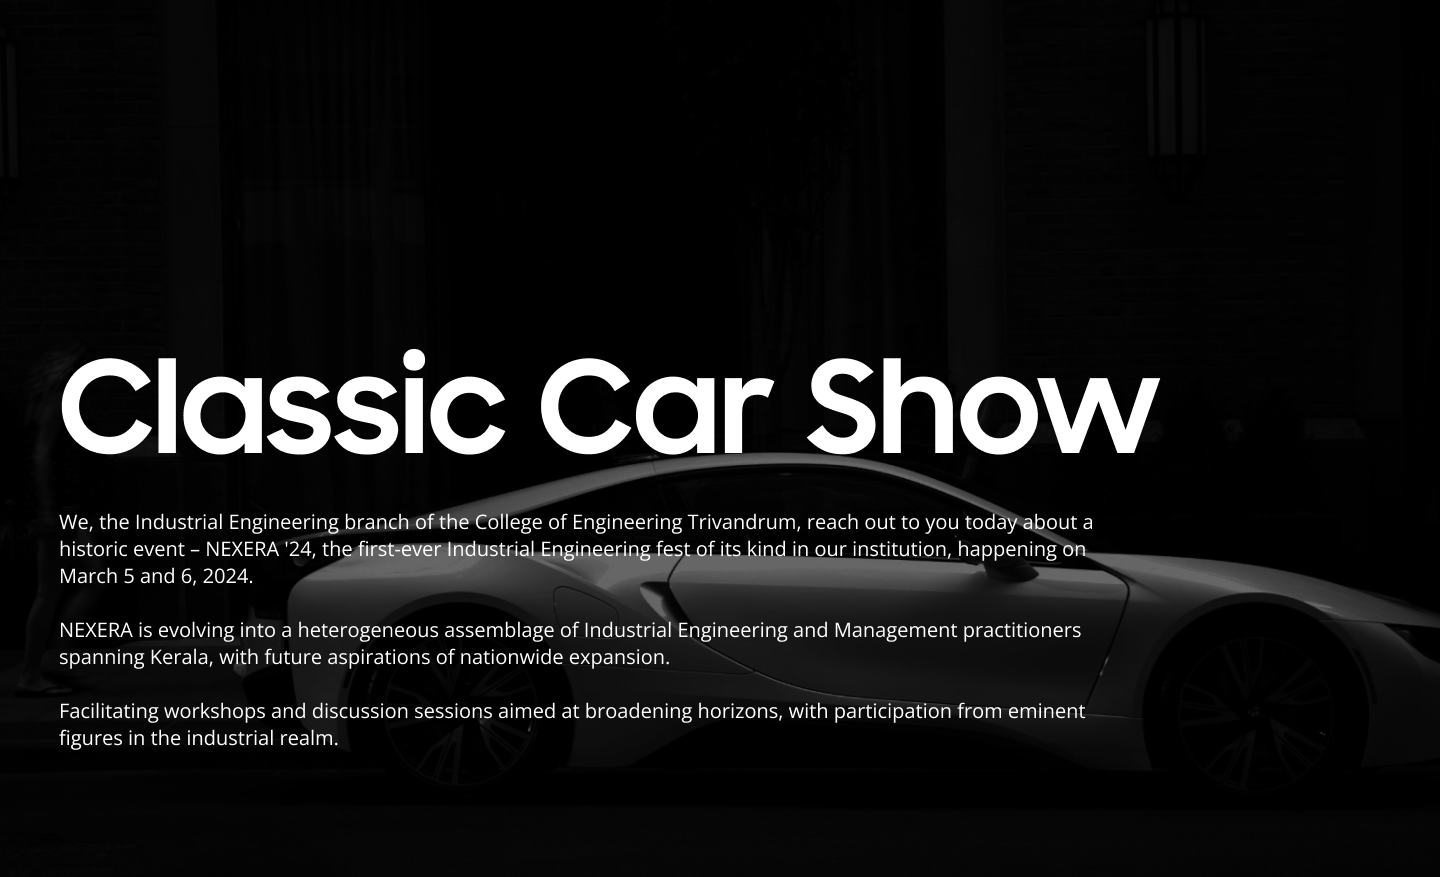 Classic Car Show
We, the Industrial Engineering branch of the College of Engineering Trivandrum, reach out to you today about a
historic event – NEXERA '24, the first-ever Industrial Engineering fest of its kind in our institution, happening on
March 5 and 6, 2024.
NEXERA is evolving into a heterogeneous assemblage of Industrial Engineering and Management practitioners
spanning Kerala, with future aspirations of nationwide expansion.
Facilitating workshops and discussion sessions aimed at broadening horizons, with participation from eminent
figures in the industrial realm.